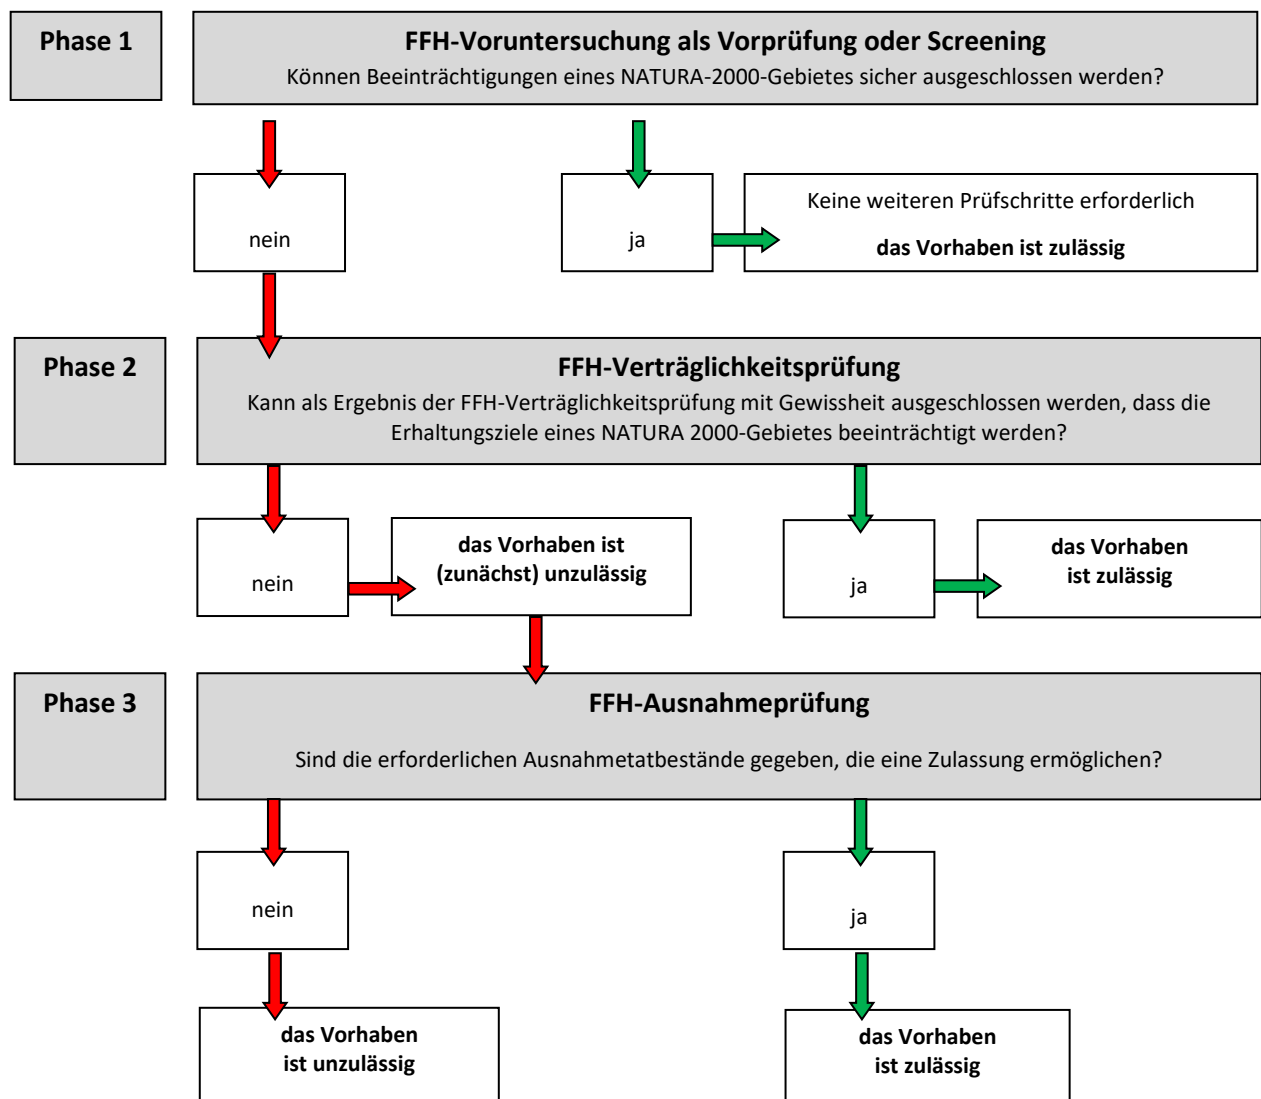 Phase 1
FFH-Voruntersuchung als Vorprüfung oder Screening
Können Beeinträchtigungen eines NATURA-2000-Gebietes sicher ausgeschlossen werden?
nein
ja
Keine weiteren Prüfschritte erforderlich
das Vorhaben ist zulässig
Phase 2
FFH-Verträglichkeitsprüfung
Kann als Ergebnis der FFH-Verträglichkeitsprüfung mit Gewissheit ausgeschlossen werden, dass die
Erhaltungsziele eines NATURA 2000-Gebietes beeinträchtigt werden?
nein
das Vorhaben ist
(zunächst) unzulässig
ja
das Vorhaben
ist zulässig
Phase 3
FFH-Ausnahmeprüfung
Sind die erforderlichen Ausnahmetatbestände gegeben, die eine Zulassung ermöglichen?
nein
ja
das Vorhaben
ist unzulässig
das Vorhaben
ist zulässig